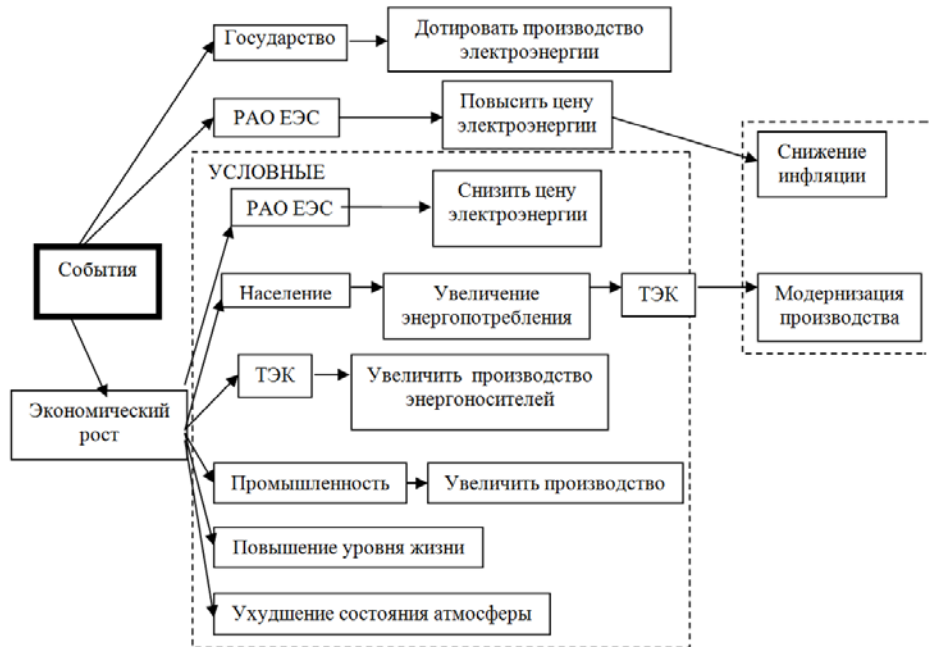 Государство
Дотировать производство
электроэнергии
РАО ЕЭС
Повысить цену
электроэнергии
Снижение
инфляции
УСЛОВНЫЕ
РАО ЕЭС
Снизить цену
электроэнергии
События
Население
Увеличение
энергопотребления
ТЭК
Модернизация
производства
ТЭК
Увеличить производство
энергоносителей
Экономический
рост
Промышленность
Увеличить производство
Повышение уровня жизни
Ухудшение состояния атмосферы